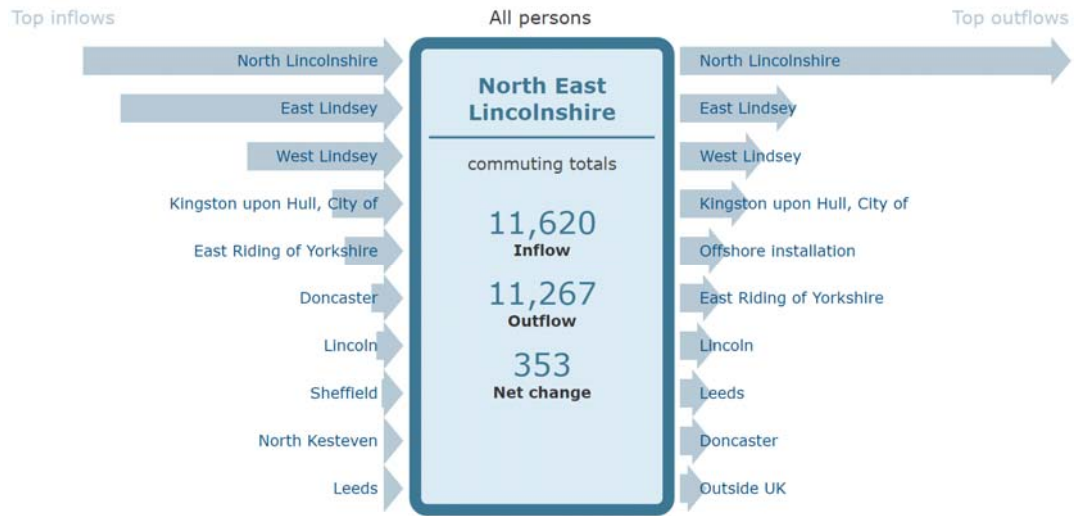 Top inflows
All persons
Top outflows
North Lincolnshire
East Lindsey
West Lindsey
Kingston upon Hull, City of
East Riding of Yorkshire
Doncaster
Lincoln
Sheffield
North Kesteven
Leeds
North East
Lincolnshire
commuting totals
11,620
Inflow
11,267
Outflow
353
Net change
North Lincolnshire
East Lindsey
West Lindsey
Kingston upon Hull, City of
Offshore installation
East Riding of Yorkshire
Lincoln
Leeds
Doncaster
Outside UK